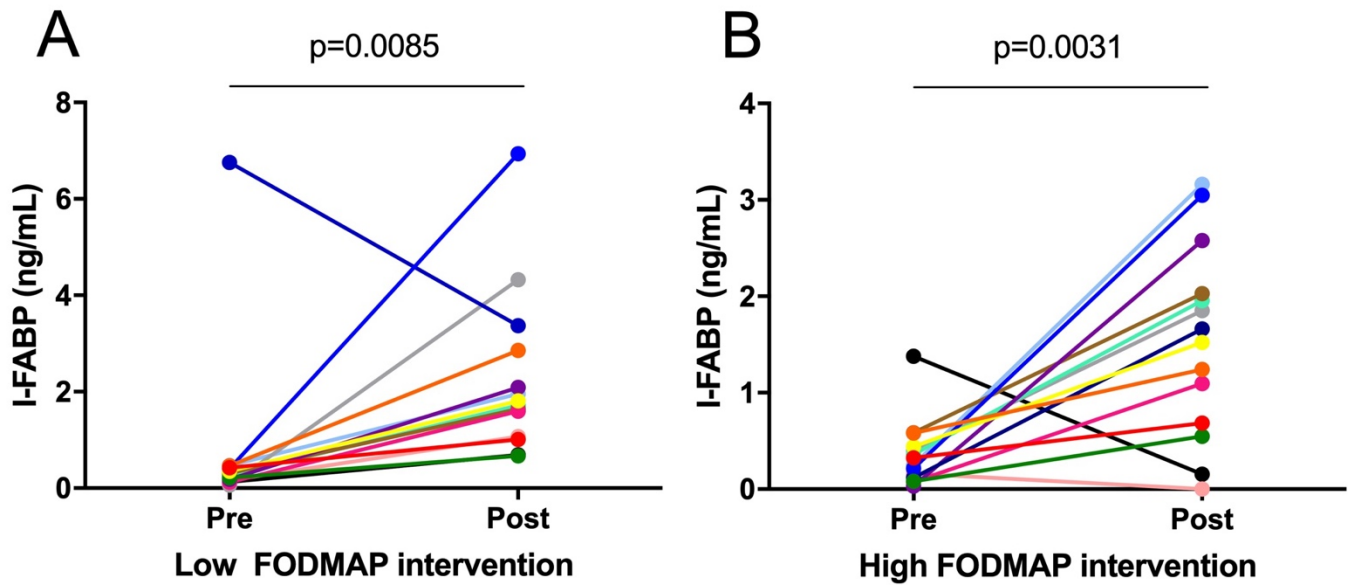 A
p=0.0085
I-FABP (ng/mL)
8
6
4
2
0
Pre Post
Low FODMAP intervention
B
p=0.0031
I-FABP (ng/mL)
4
3
2
1
0
Pre Post
High FODMAP intervention